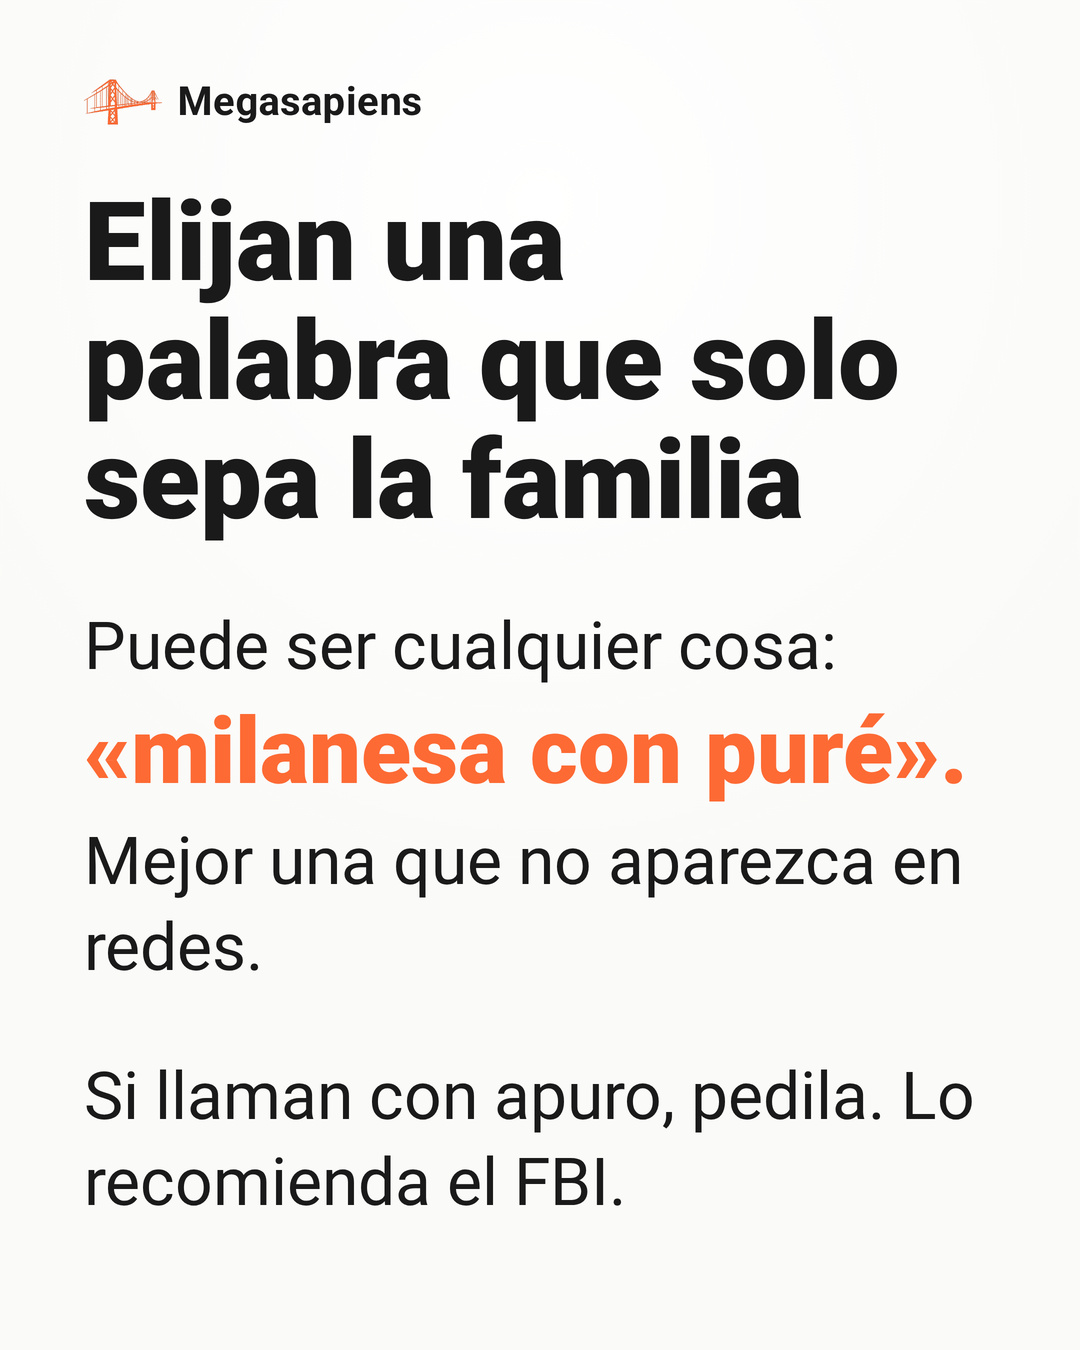 Megasapiens
Elijan una
palabra que solo
sepa la familia
Puede ser cualquier cosa:
«milanesa con puré».
Mejor una que no aparezca en
redes.
Si llaman con apuro, pedila. Lo
recomienda el FBI.